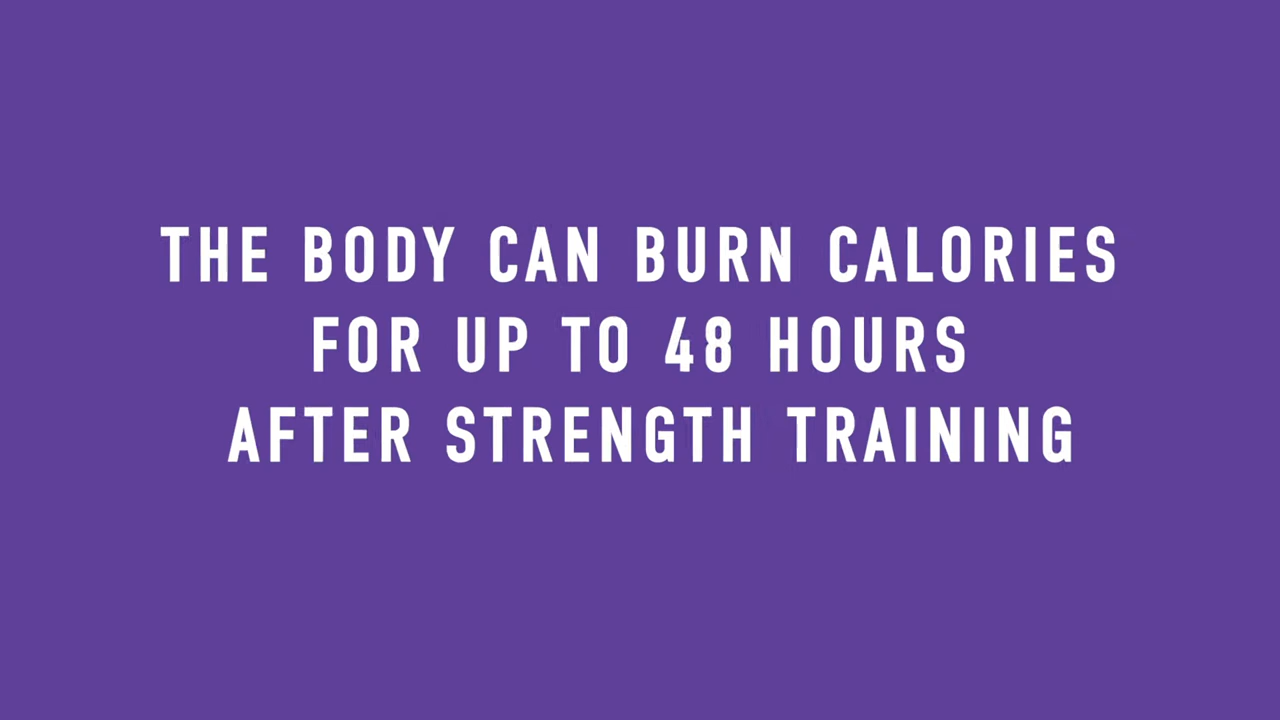 THE BODY CAN BURN CALORIES
FOR UP TO 48 HOURS
AFTER STRENGTH TRAINING